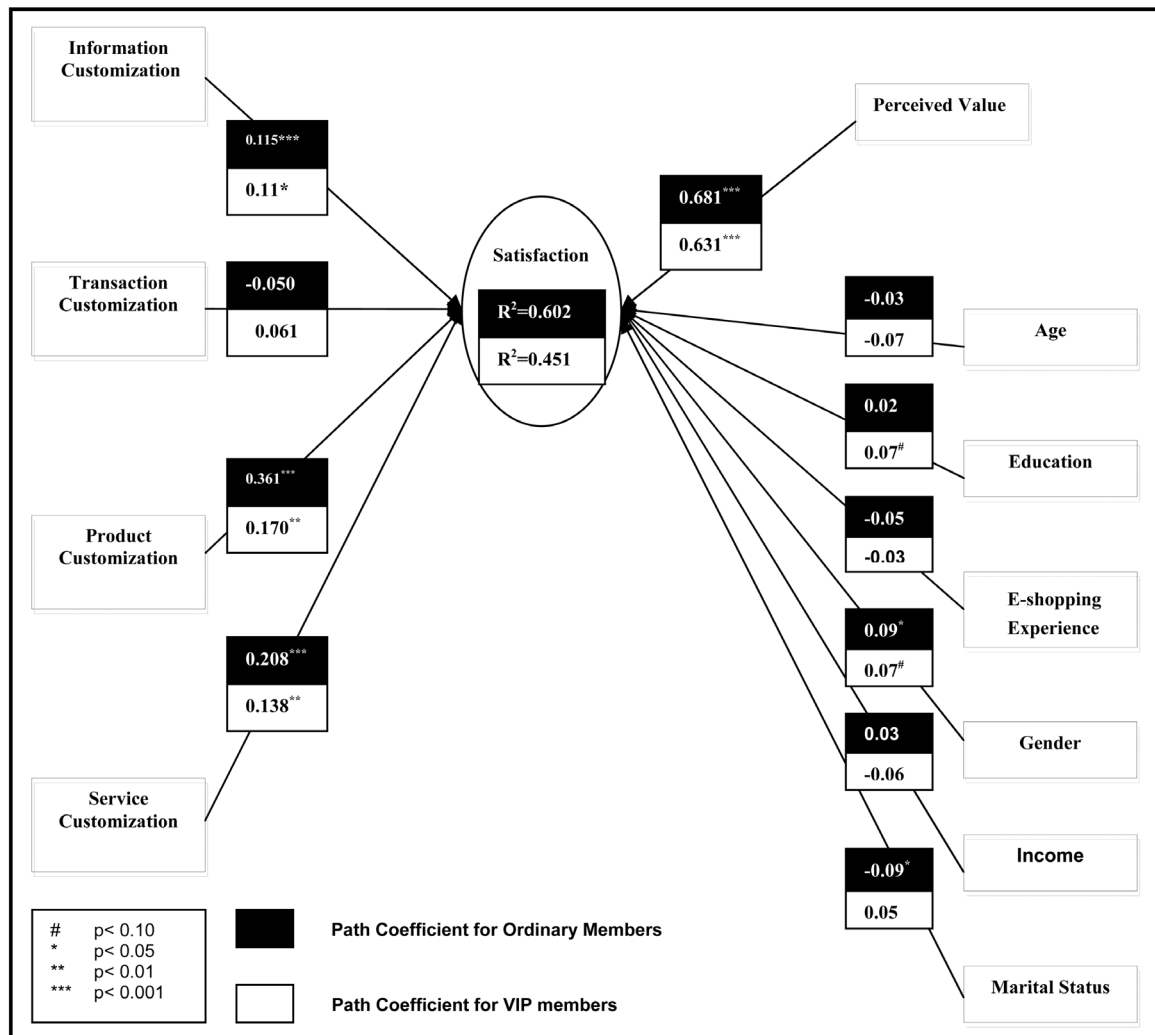 Information
Customization
0.115***
0.11*
Transaction
Customization
-0.050
0.061
Product
Customization
0.361***
0.170**
Service
Customization
0.208***
0.138**
Satisfaction
R²=0.602
R²=0.451
Perceived Value
0.681***
0.631***
Age
-0.03
-0.07
Education
0.02
0.07#
E-shopping
Experience
-0.05
-0.03
Gender
0.09*
0.07#
Income
0.03
-0.06
Marital Status
-0.09*
0.05
# p< 0.10
* p< 0.05
** p< 0.01
*** p< 0.001
Path Coefficient for Ordinary Members
Path Coefficient for VIP members